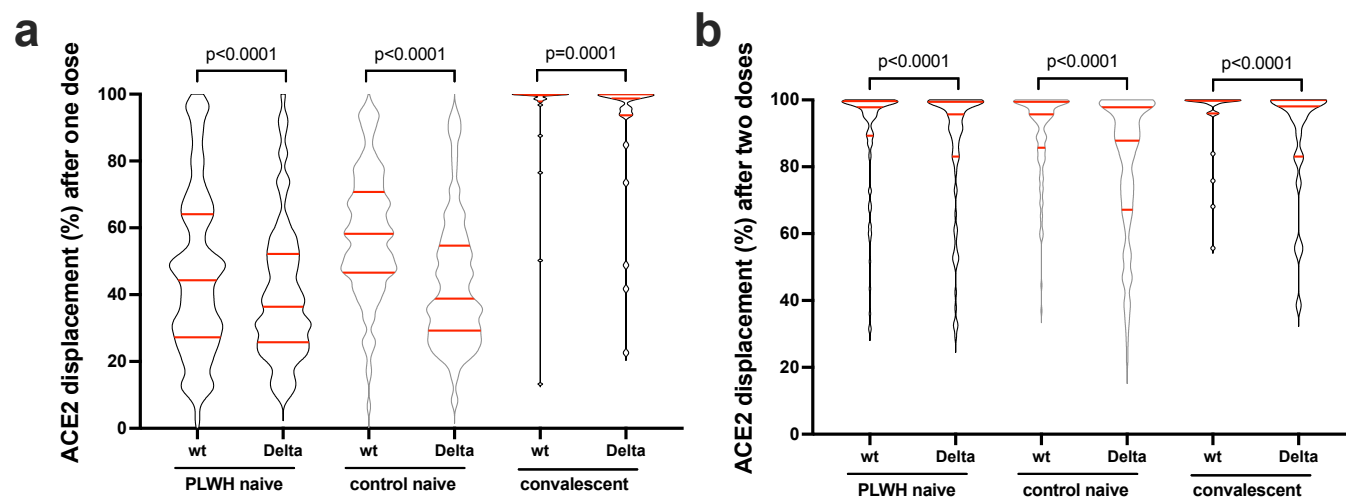 a
p<0.0001
p<0.0001
p=0.0001
ACE2 displacement (%) after one dose
100
80
60
40
20
0
wt
Delta
wt
Delta
wt
Delta
PLWH naive
control naive
convalescent
b
p<0.0001
p<0.0001
p<0.0001
ACE2 displacement (%) after two doses
100
80
60
40
20
0
wt
Delta
wt
Delta
wt
Delta
PLWH naive
control naive
convalescent